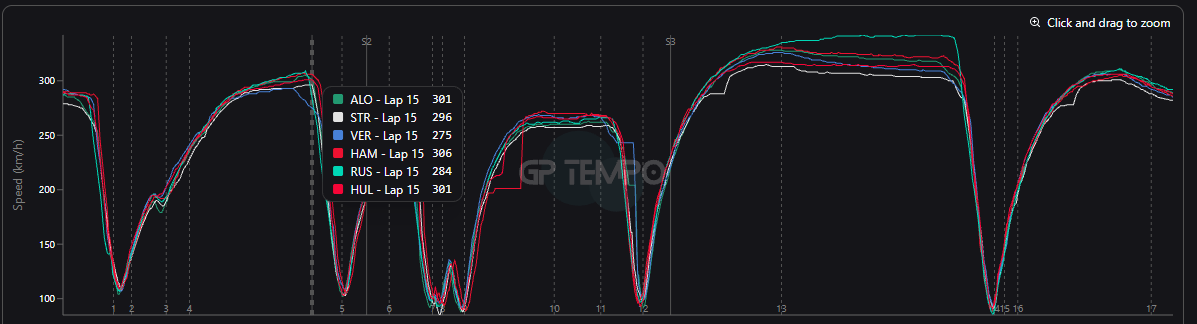 Click and drag to zoom
S2 S3
300
250
200
150
100
Speed (km/h)
ALO - Lap 15 301
STR - Lap 15 296
VER - Lap 15 275
HAM - Lap 15 306
RUS - Lap 15 284
HUL - Lap 15 301
GP TEMPO
1 2 3 4 5 6 8 9 10 11 12 13 15 16 17